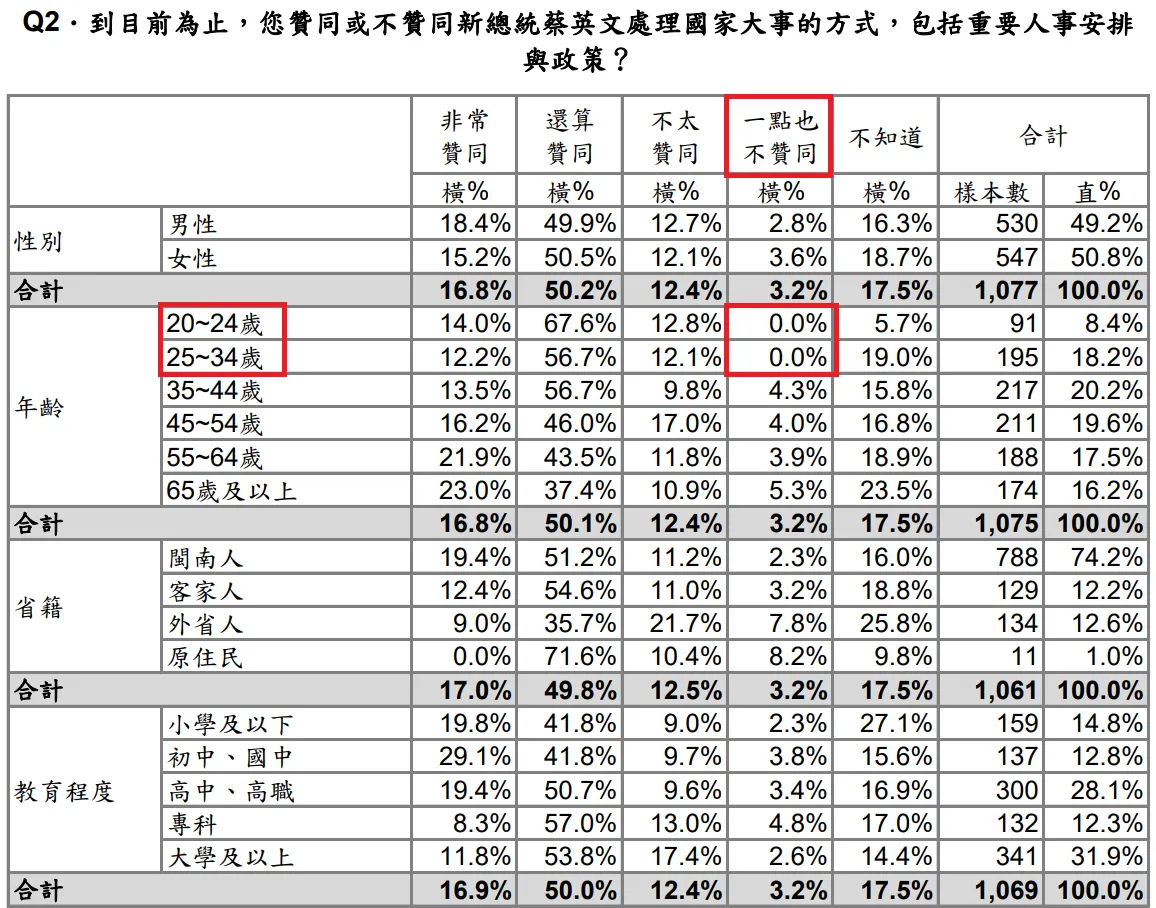 Q2．到目前為止，您贊同或不贊同新總統蔡英文處理國家大事的方式，包括重要人事安排
與政策？
非常贊同 還算贊同 不太贊同 一點也不贊同 不知道 合計
橫% 橫% 橫% 橫% 橫% 樣本數 直%
性別 男性 18.4% 49.9% 12.7% 2.8% 16.3% 530 49.2%
女性 15.2% 50.5% 12.1% 3.6% 18.7% 547 50.8%
合計 16.8% 50.2% 12.4% 3.2% 17.5% 1,077 100.0%
年齡 20~24歲 14.0% 67.6% 12.8% 0.0% 5.7% 91 8.4%
25~34歲 12.2% 56.7% 12.1% 0.0% 19.0% 195 18.2%
35~44歲 13.5% 56.7% 9.8% 4.3% 15.8% 217 20.2%
45~54歲 16.2% 46.0% 17.0% 4.0% 16.8% 211 19.6%
55~64歲 21.9% 43.5% 11.8% 3.9% 18.9% 188 17.5%
65歲及以上 23.0% 37.4% 10.9% 5.3% 23.5% 174 16.2%
合計 16.8% 50.1% 12.4% 3.2% 17.5% 1,075 100.0%
省籍 閩南人 19.4% 51.2% 11.2% 2.3% 16.0% 788 74.2%
客家人 12.4% 54.6% 11.0% 3.2% 18.8% 129 12.2%
外省人 9.0% 35.7% 21.7% 7.8% 25.8% 134 12.6%
原住民 0.0% 71.6% 10.4% 8.2% 9.8% 11 1.0%
合計 17.0% 49.8% 12.5% 3.2% 17.5% 1,061 100.0%
教育程度 小學及以下 19.8% 41.8% 9.0% 2.3% 27.1% 159 14.8%
初中、國中 29.1% 41.8% 9.7% 3.8% 15.6% 137 12.8%
高中、高職 19.4% 50.7% 9.6% 3.4% 16.9% 300 28.1%
專科 8.3% 57.0% 13.0% 4.8% 17.0% 132 12.3%
大學及以上 11.8% 53.8% 17.4% 2.6% 14.4% 341 31.9%
合計 16.9% 50.0% 12.4% 3.2% 17.5% 1,069 100.0%